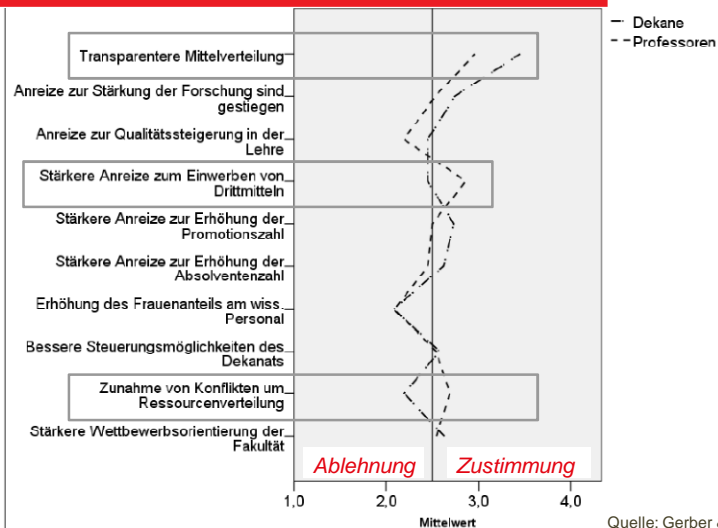 Dekane
Professoren
Transparentere Mittelverteilung
Anreize zur Stärkung der Forschung sind
gestiegen
Anreize zur Qualitätssteigerung in der
Lehre
Stärkere Anreize zum Einwerben von
Drittmitteln
Stärkere Anreize zur Erhöhung der
Promotionszahl
Stärkere Anreize zur Erhöhung der
Absolventenzahl
Erhöhung des Frauenanteils am wiss.
Personal
Bessere Steuerungsmöglichkeiten des
Dekanats
Zunahme von Konflikten um
Ressourcenverteilung
Stärkere Wettbewerbsorientierung der
Fakultät
Ablehnung Zustimmung
1,0 2,0 3,0 4,0
Mittelwert
Quelle: Gerber